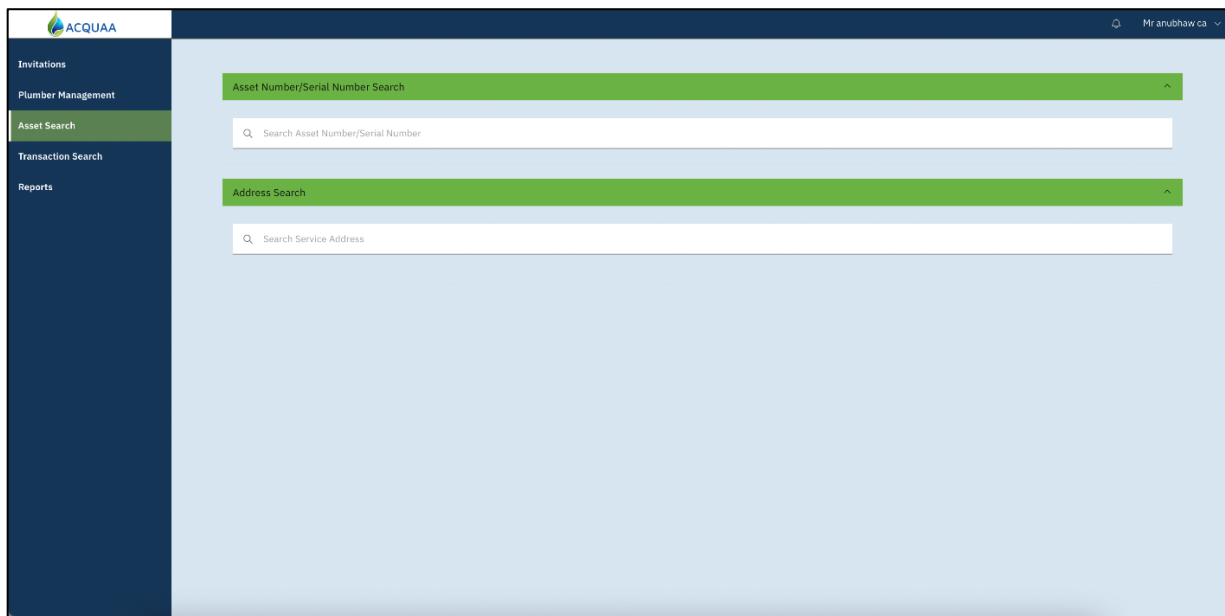 ACQUAA
Mr anubhaw ca
Invitations
Plumber Management
Asset Search
Transaction Search
Reports
Asset Number/Serial Number Search
Search Asset Number/Serial Number
Address Search
Search Service Address